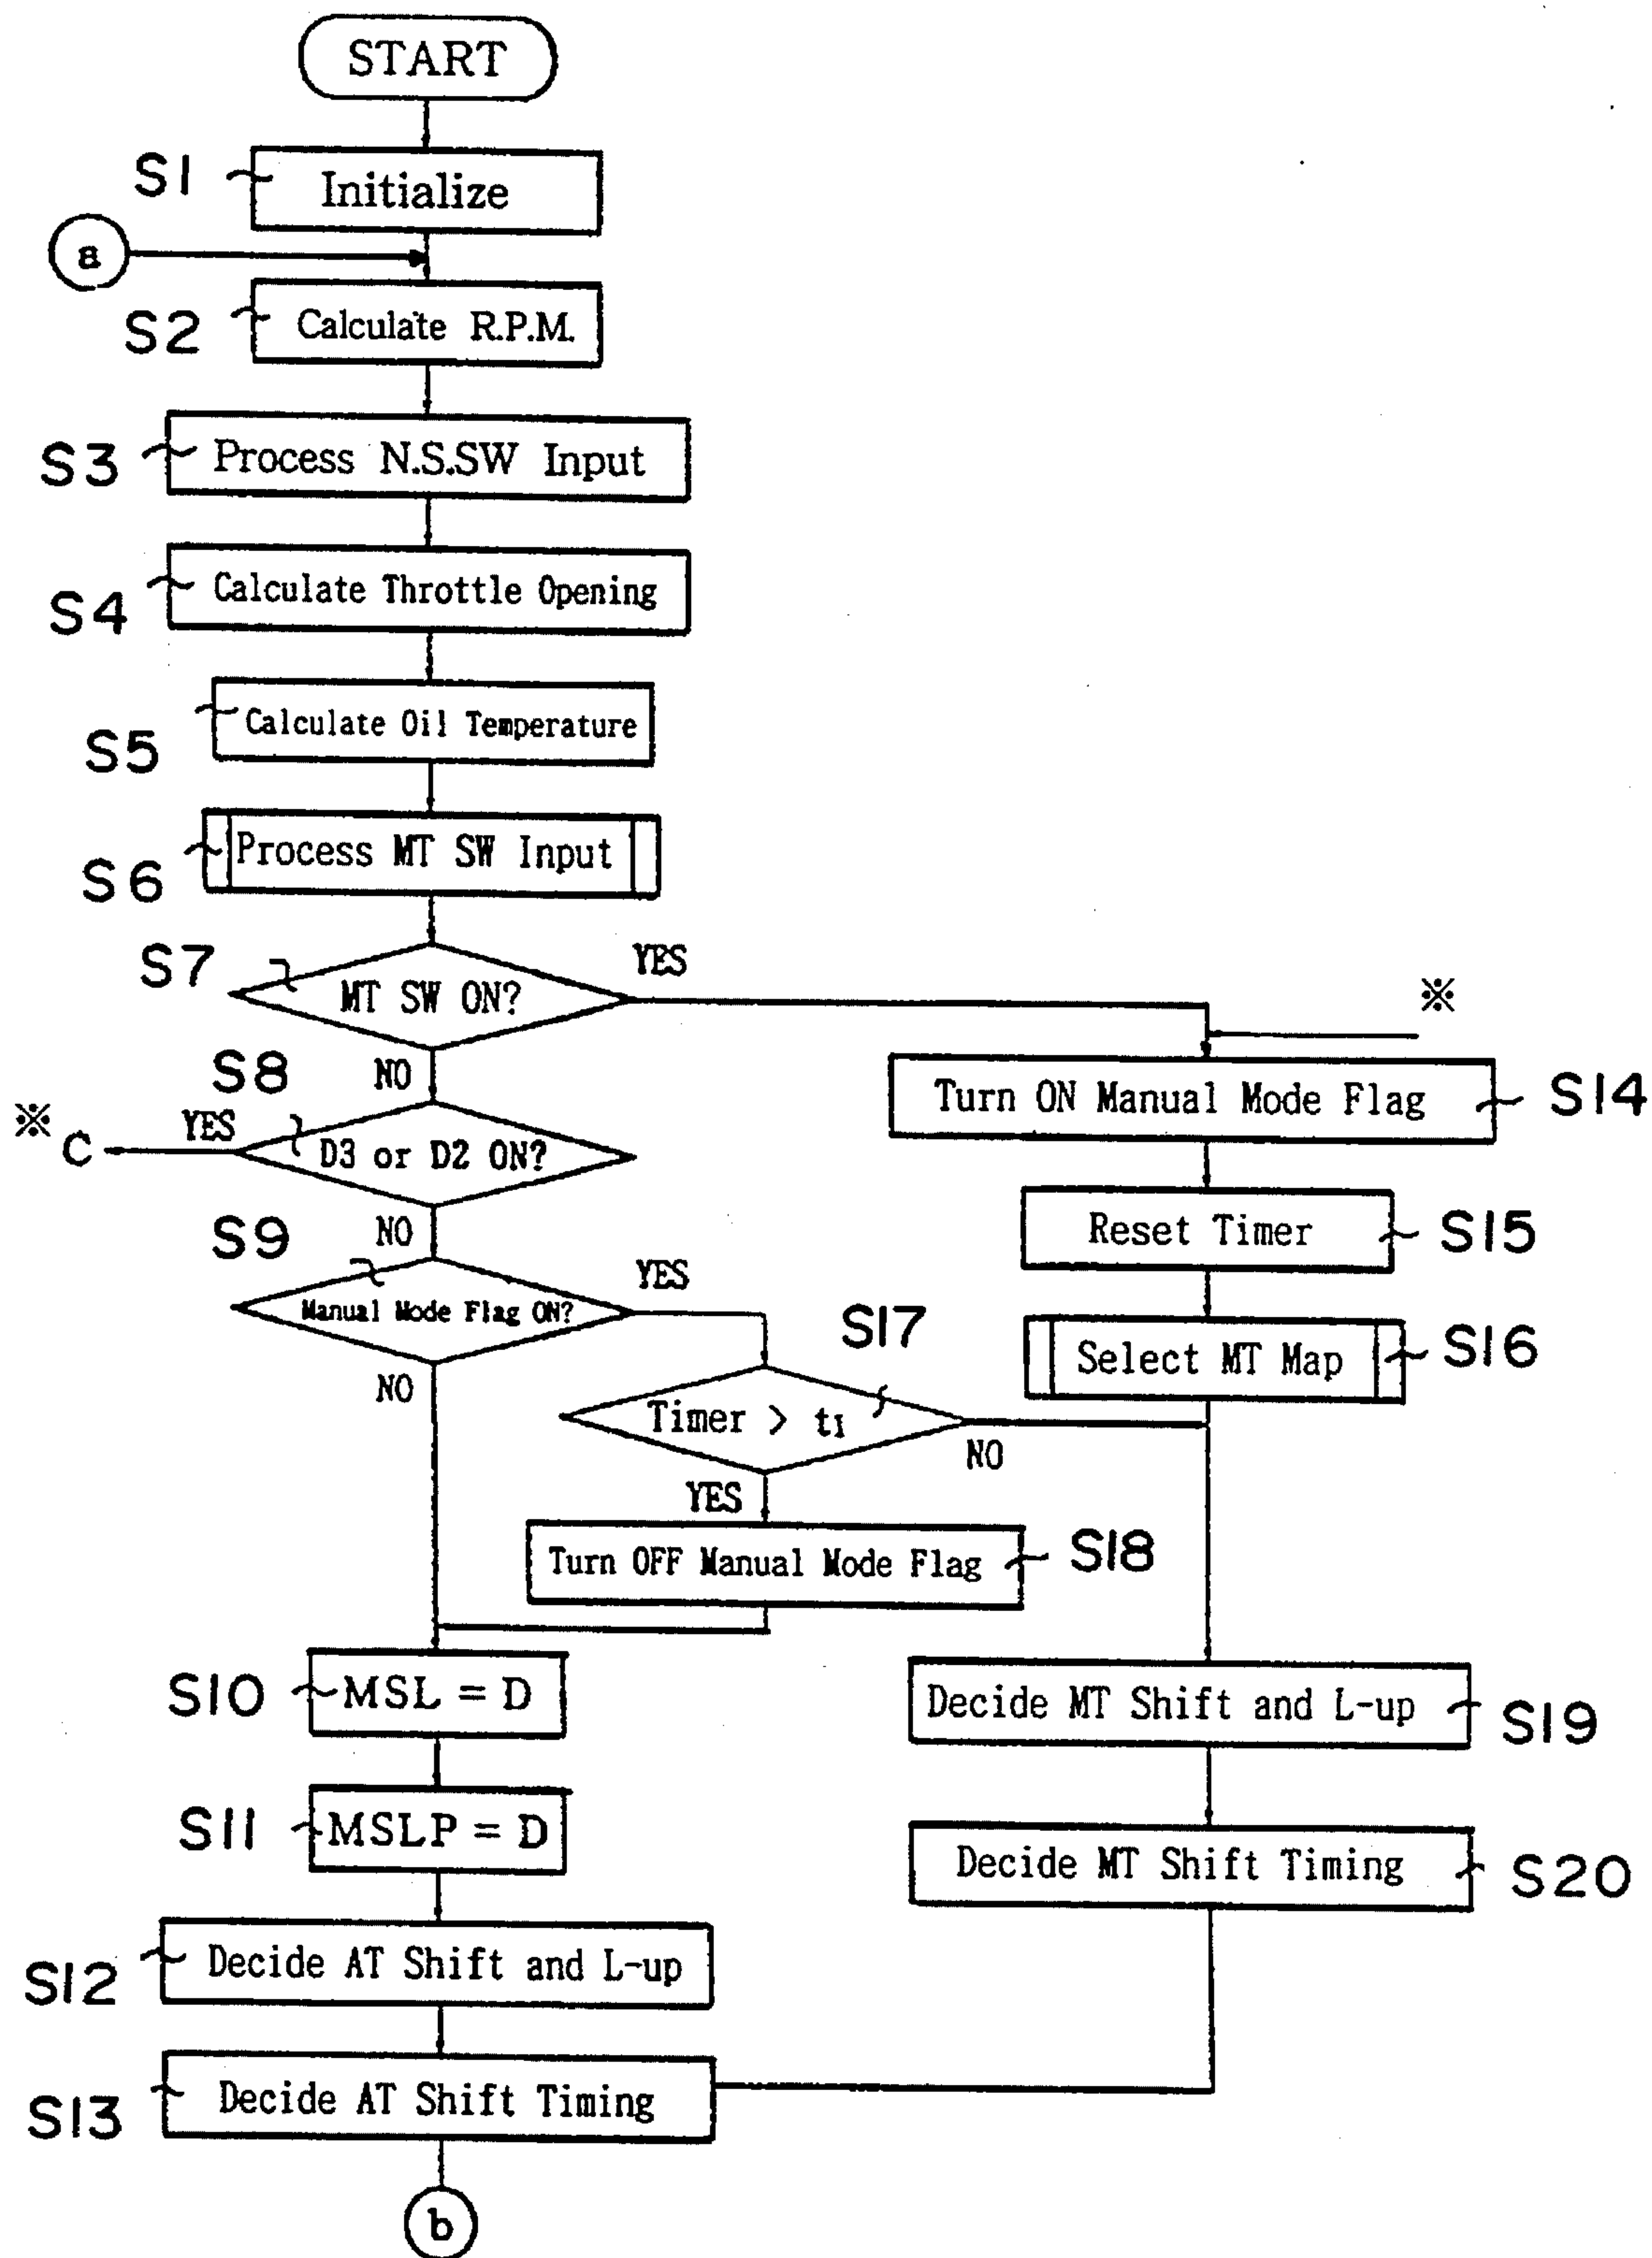 START
S1
Initialize
a
S2
Calculate R.P.M.
S3
Process N.S.SW Input
S4
Calculate Throttle Opening
S5
Calculate Oil Temperature
S6
Process MT SW Input
S7
MT SW ON?
YES
NO
※
S8
D3 or D2 ON?
YES
※ C
NO
S14
Turn ON Manual Mode Flag
S15
Reset Timer
S9
Manual Mode Flag ON?
YES
NO
S16
Select MT Map
S17
Timer > t1
NO
YES
S18
Turn OFF Manual Mode Flag
S10
MSL = D
S19
Decide MT Shift and L-up
S11
MSLP = D
S20
Decide MT Shift Timing
S12
Decide AT Shift and L-up
S13
Decide AT Shift Timing
b